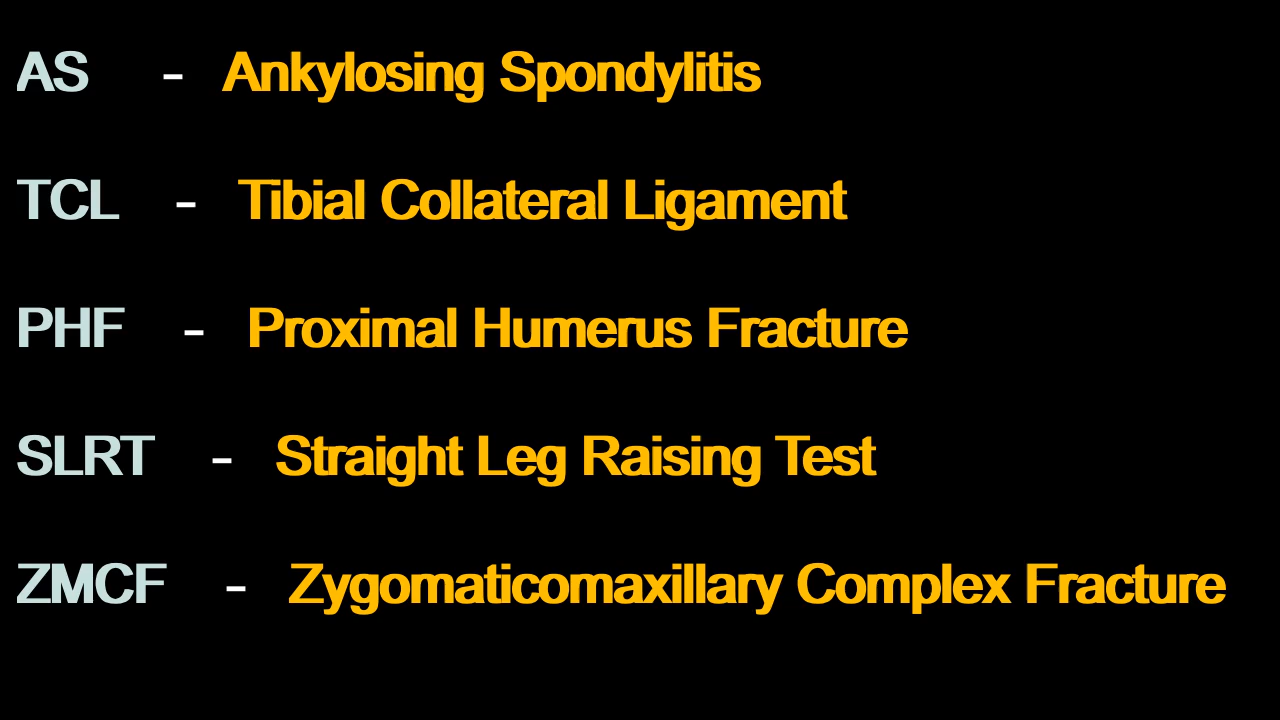 AS - Ankylosing Spondylitis
TCL - Tibial Collateral Ligament
PHF - Proximal Humerus Fracture
SLRT - Straight Leg Raising Test
ZMCF - Zygomaticomaxillary Complex Fracture